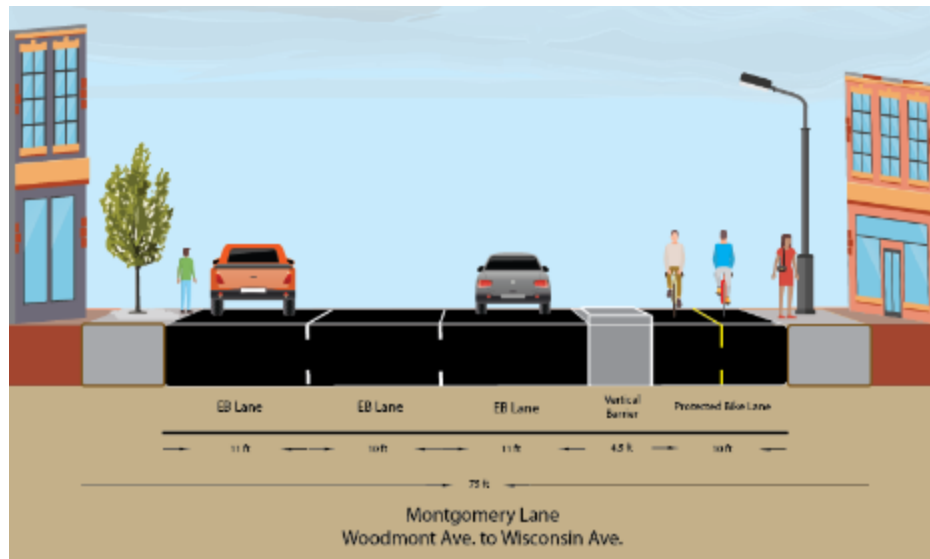 EB Lane EB Lane EB Lane Vertical Barrier Protected Bike Lane
11 ft 10 ft 11 ft 4.5 ft 10 ft
75 ft
Montgomery Lane
Woodmont Ave. to Wisconsin Ave.